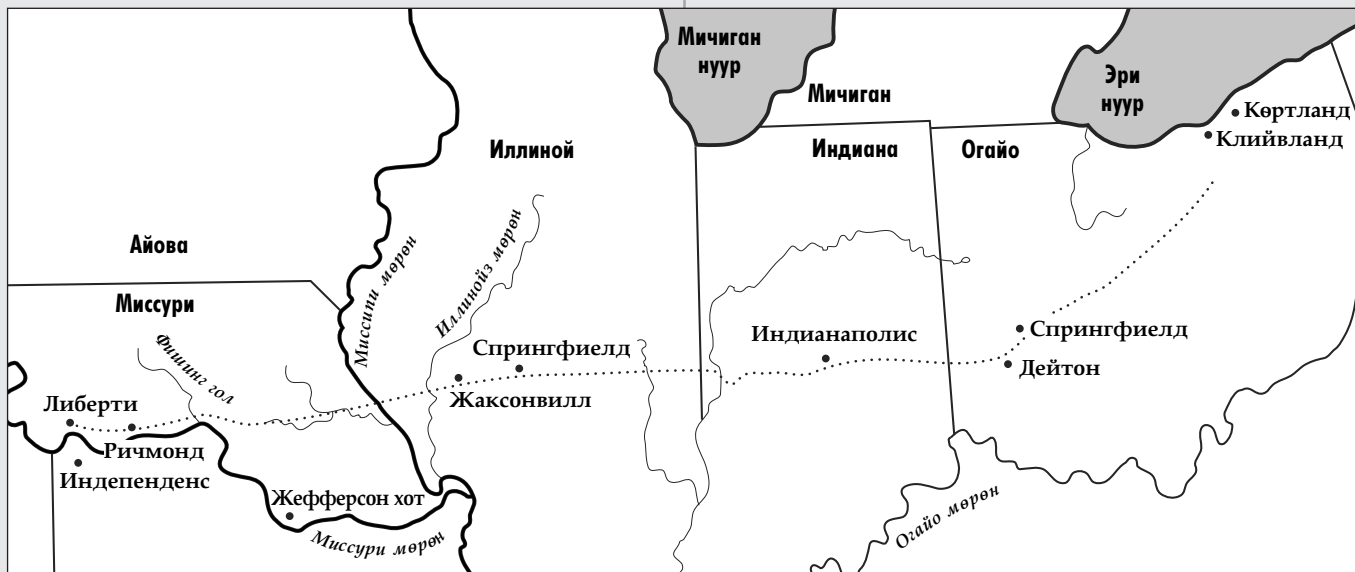 Мичиган
нуур
Эри
нуур
Мичиган
Көртланд
Клийвланд
Иллиной
Индиана
Огайо
Айова
Миссипи мөрөн
Иллинойз мөрөн
Миссури
Фишинг гол
Спрингфиелд
Жаксонвилл
Индианаполис
Спрингфиелд
Дейтон
Либерти
Ричмонд
Индепенденс
Жефферсон хот
Миссури мөрөн
Огайо мөрөн